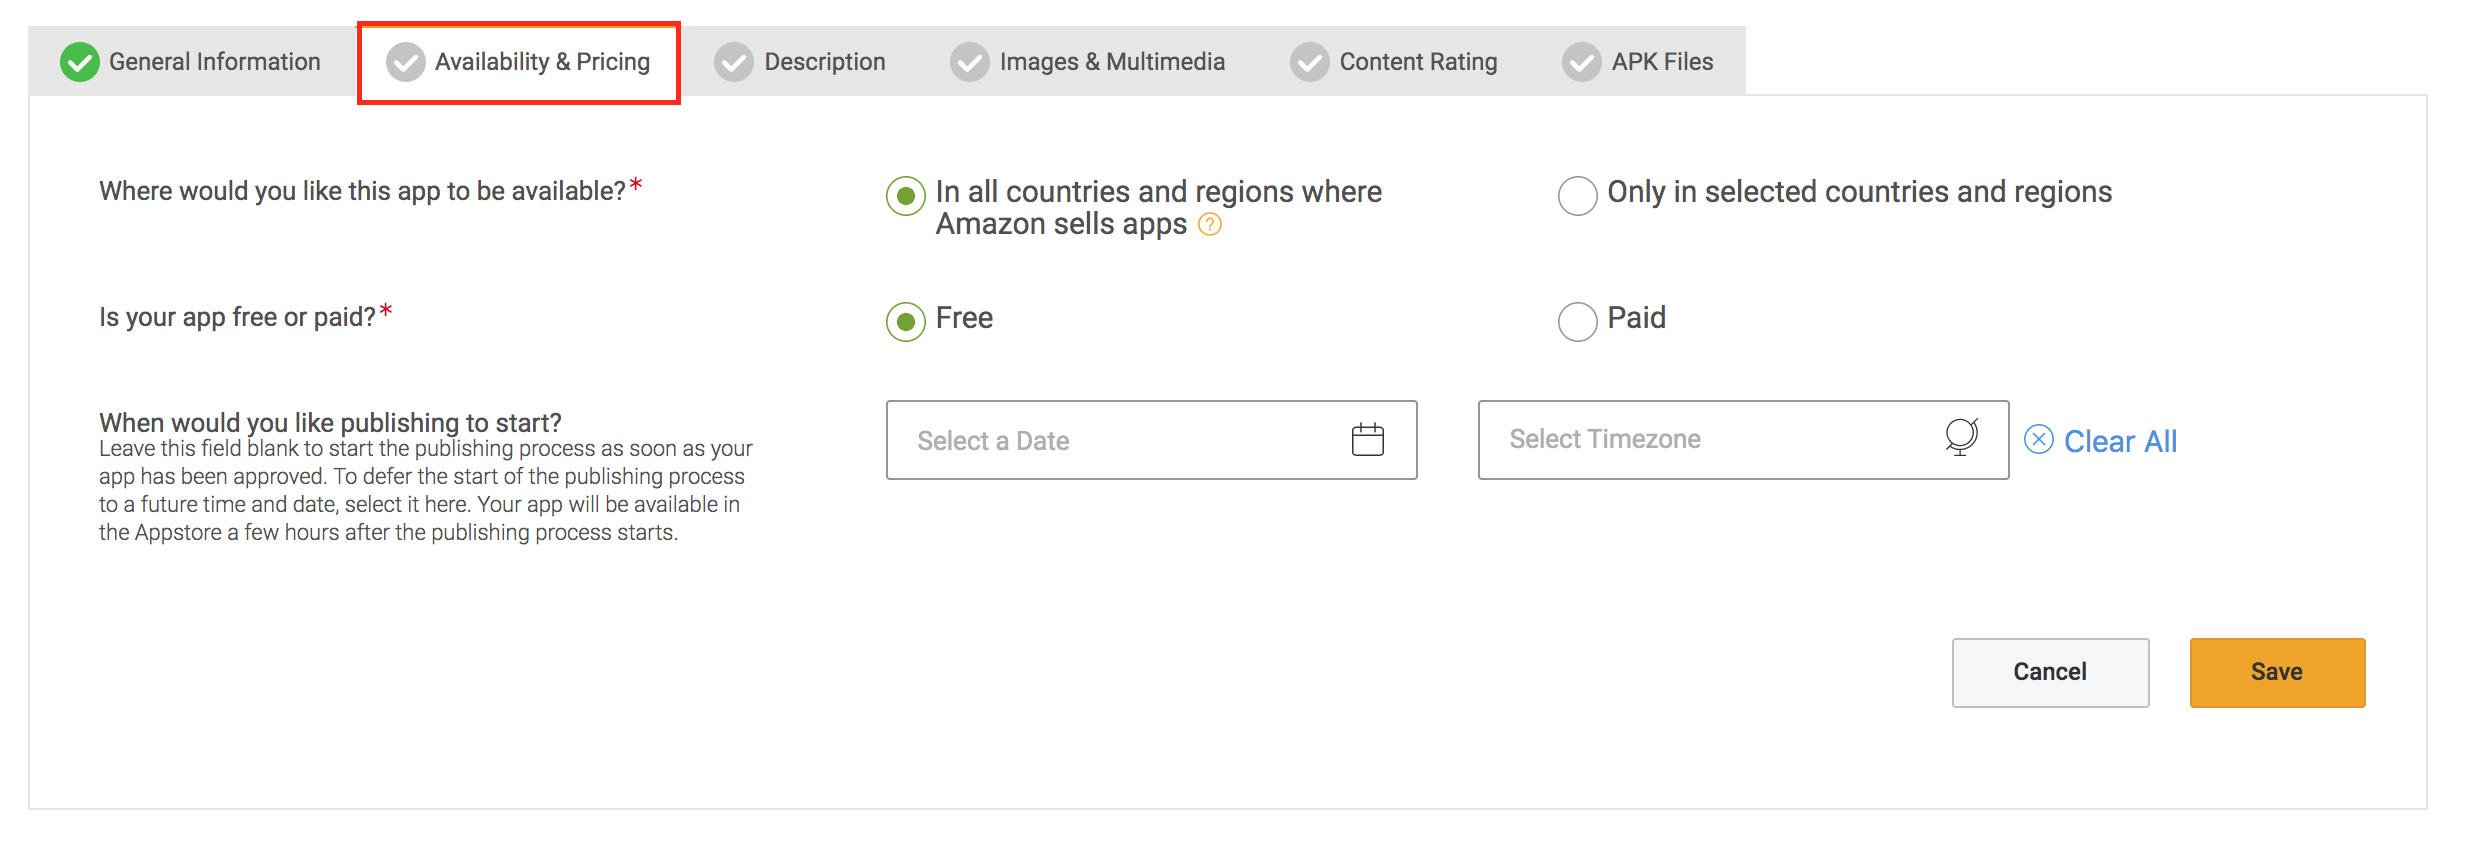 General Information
Availability & Pricing
Description
Images & Multimedia
Content Rating
APK Files
Where would you like this app to be available?*
In all countries and regions where
Amazon sells apps ?
Only in selected countries and regions
Is your app free or paid?*
Free
Paid
When would you like publishing to start?
Leave this field blank to start the publishing process as soon as your
app has been approved. To defer the start of the publishing process
to a future time and date, select it here. Your app will be available in
the Appstore a few hours after the publishing process starts.
Select a Date
Select Timezone
Clear All
Cancel
Save